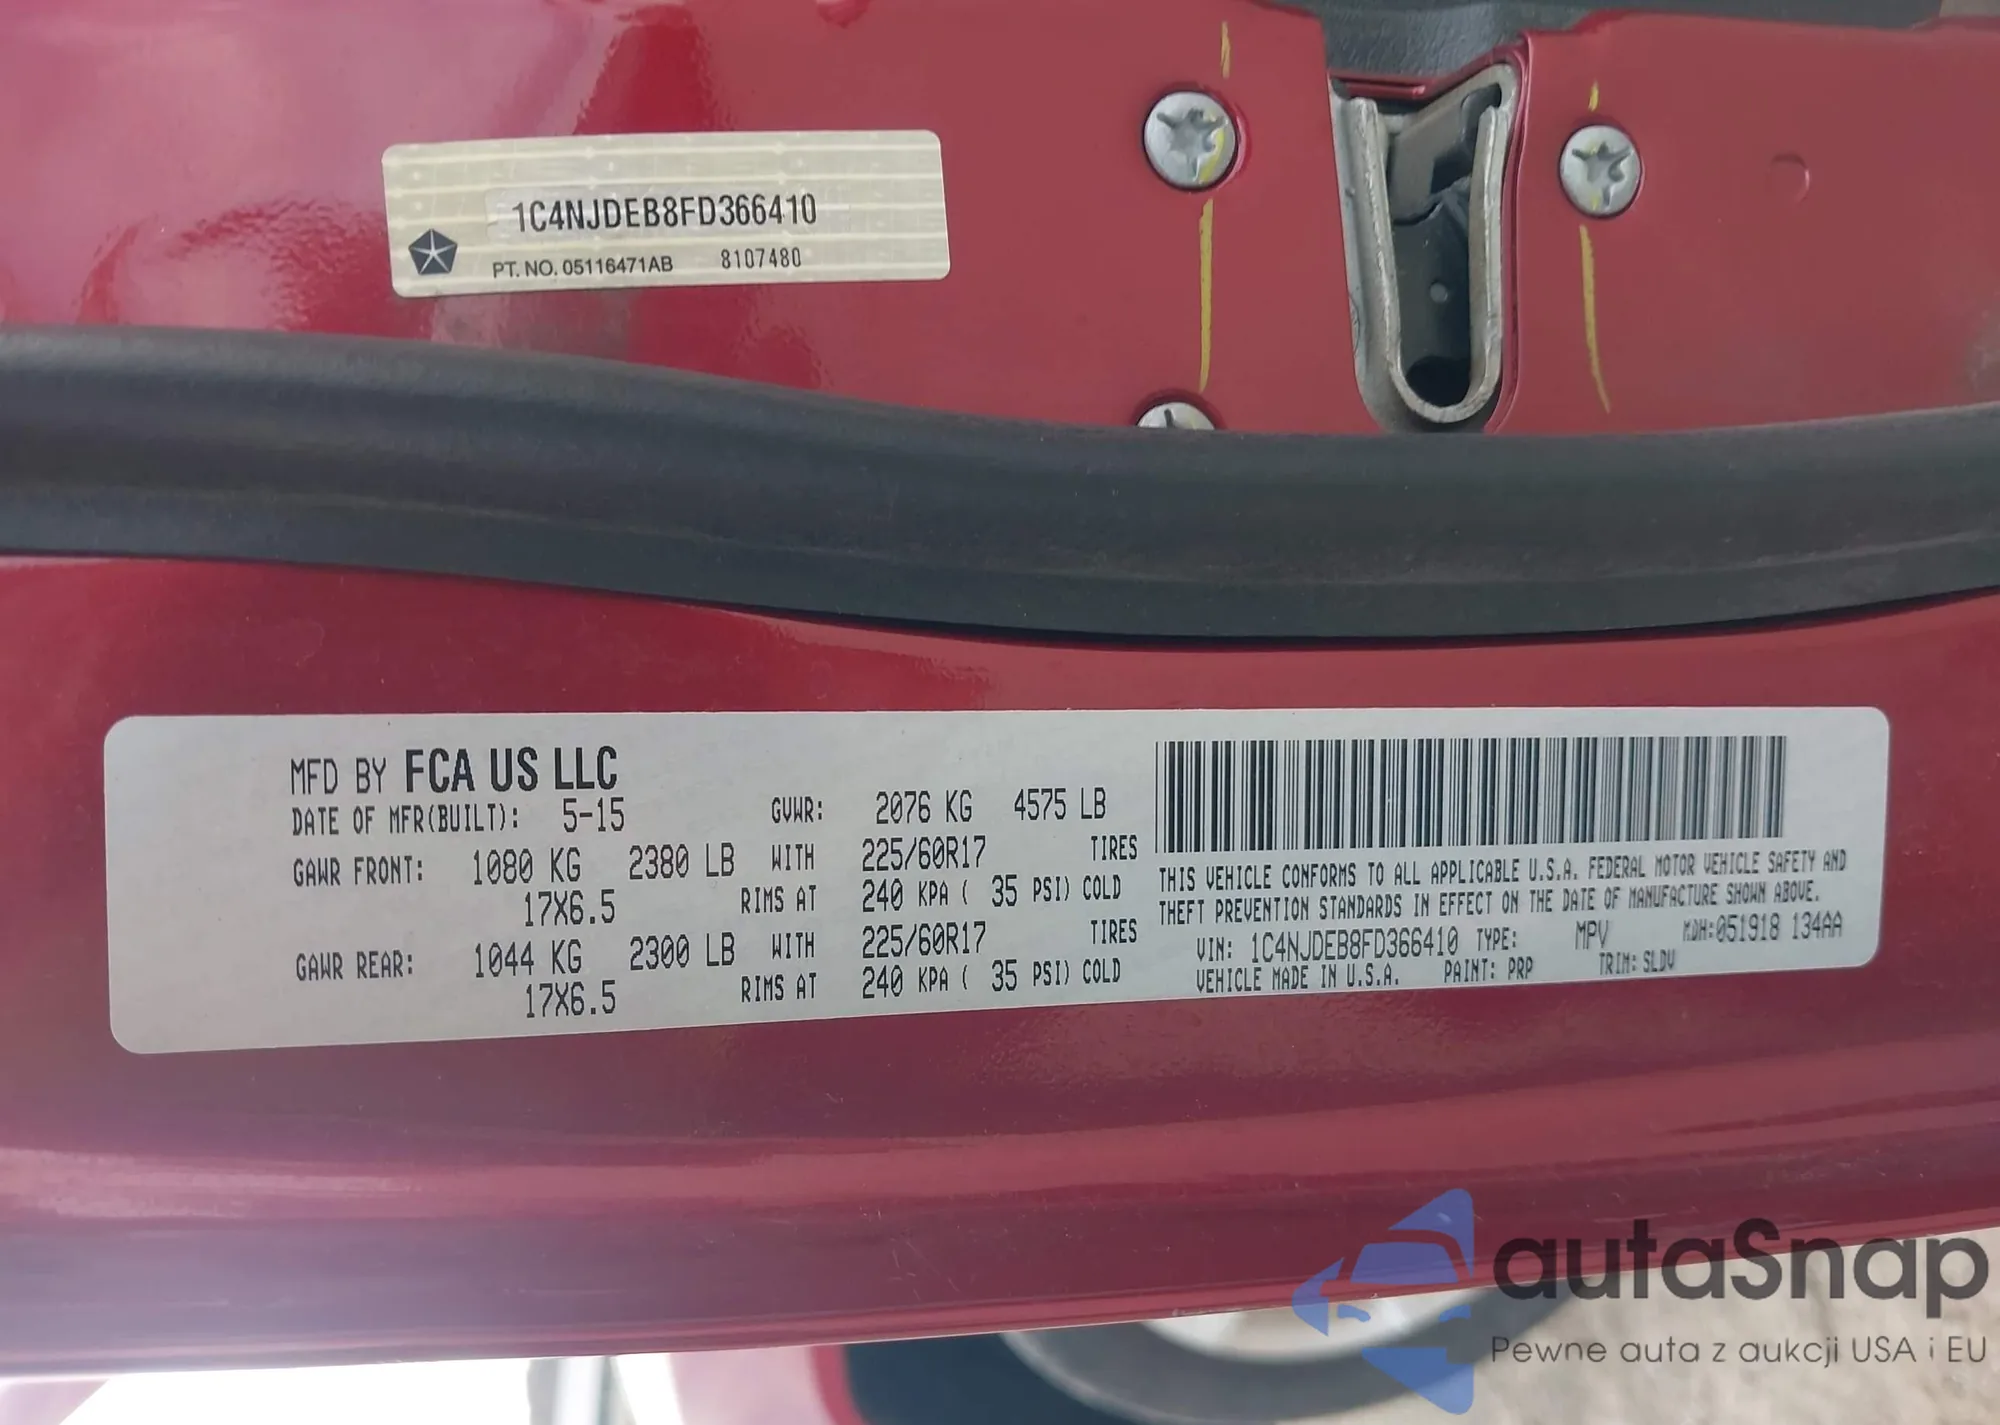 1C4NJDEB8FD366410
PT. NO. 05116471AB 8107480
MFD BY FCA US LLC
DATE OF MFR(BUILT): 5-15 GVWR: 2076 KG 4575 LB
GAWR FRONT: 1080 KG 2380 LB WITH 225/60R17 TIRES
17X6.5 RIMS AT 240 KPA ( 35 PSI) COLD
GAWR REAR: 1044 KG 2300 LB WITH 225/60R17 TIRES
17X6.5 RIMS AT 240 KPA ( 35 PSI) COLD
THIS VEHICLE CONFORMS TO ALL APPLICABLE U.S.A. FEDERAL MOTOR VEHICLE SAFETY AND
THEFT PREVENTION STANDARDS IN EFFECT ON THE DATE OF MANUFACTURE SHOWN ABOVE.
VIN: 1C4NJDEB8FD366410 TYPE: MPV MDH:051918 134AA
VEHICLE MADE IN U.S.A. PAINT: PRP TRIM: SLDV
autaSnap
Pewne auta z aukcji USA i EU